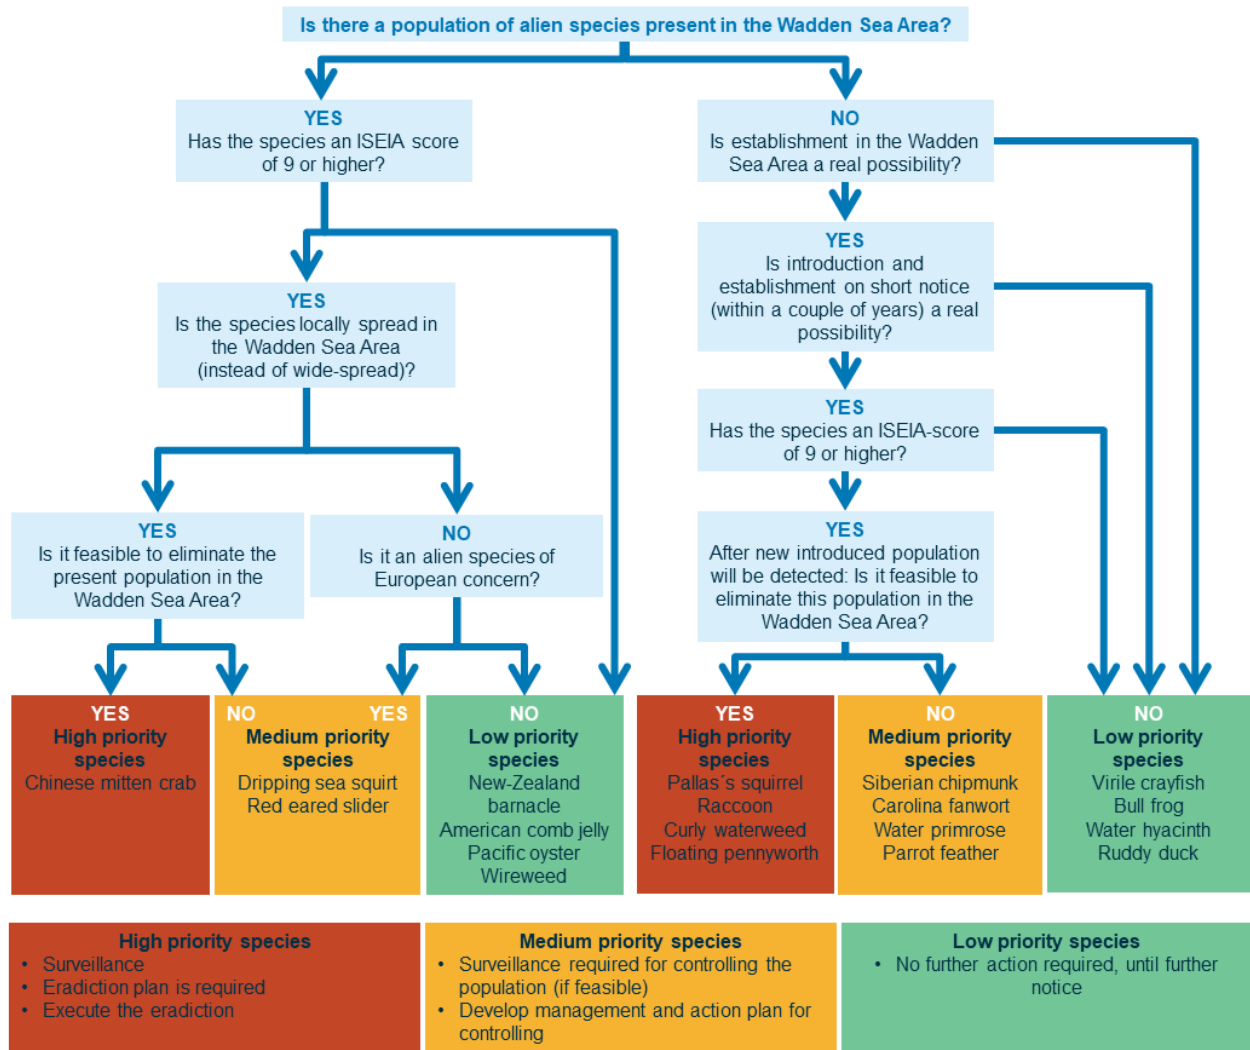 Is there a population of alien species present in the Wadden Sea Area?
YES
Has the species an ISEIA score
of 9 or higher?
NO
Is establishment in the Wadden
Sea Area a real possibility?
YES
Is introduction and
establishment on short notice
(within a couple of years) a real
possibility?
YES
Is the species locally spread in
the Wadden Sea Area
(instead of wide-spread)?
YES
Has the species an ISEIA-score
of 9 or higher?
YES
Is it feasible to eliminate the
present population in the
Wadden Sea Area?
NO
Is it an alien species of
European concern?
YES
After new introduced population
will be detected: Is it feasible to
eliminate this population in the
Wadden Sea Area?
YES
High priority
species
Chinese mitten crab
NO YES
Medium priority
species
Dripping sea squirt
Red eared slider
NO
Low priority
species
New-Zealand
barnacle
American comb jelly
Pacific oyster
Wireweed
YES
High priority
species
Pallas´s squirrel
Raccoon
Curly waterweed
Floating pennyworth
NO
Medium priority
species
Siberian chipmunk
Carolina fanwort
Water primrose
Parrot feather
NO
Low priority
species
Virile crayfish
Bull frog
Water hyacinth
Ruddy duck
High priority species
• Surveillance
• Eradiction plan is required
• Execute the eradiction
Medium priority species
• Surveillance required for controlling the
population (if feasible)
• Develop management and action plan for
controlling
Low priority species
• No further action required, until further
notice